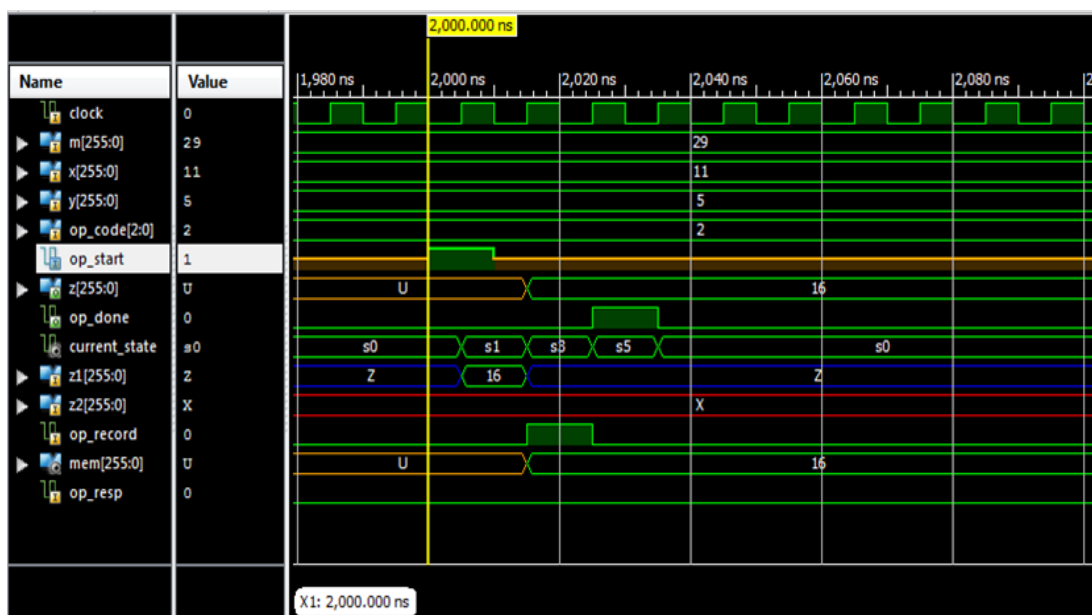 2,000.000 ns
Name Value
1,980 ns 2,000 ns 2,020 ns 2,040 ns 2,060 ns 2,080 ns 2
clock 0
m[255:0] 29 29
x[255:0] 11 11
y[255:0] 5 5
op_code[2:0] 2 2
op_start 1
z[255:0] U U 16
op_done 0
current_state s0 s0 s1 s3 s5 s0
z1[255:0] Z Z 16 Z
z2[255:0] X X
op_record 0
mem[255:0] U U 16
op_resp 0
X1: 2,000.000 ns